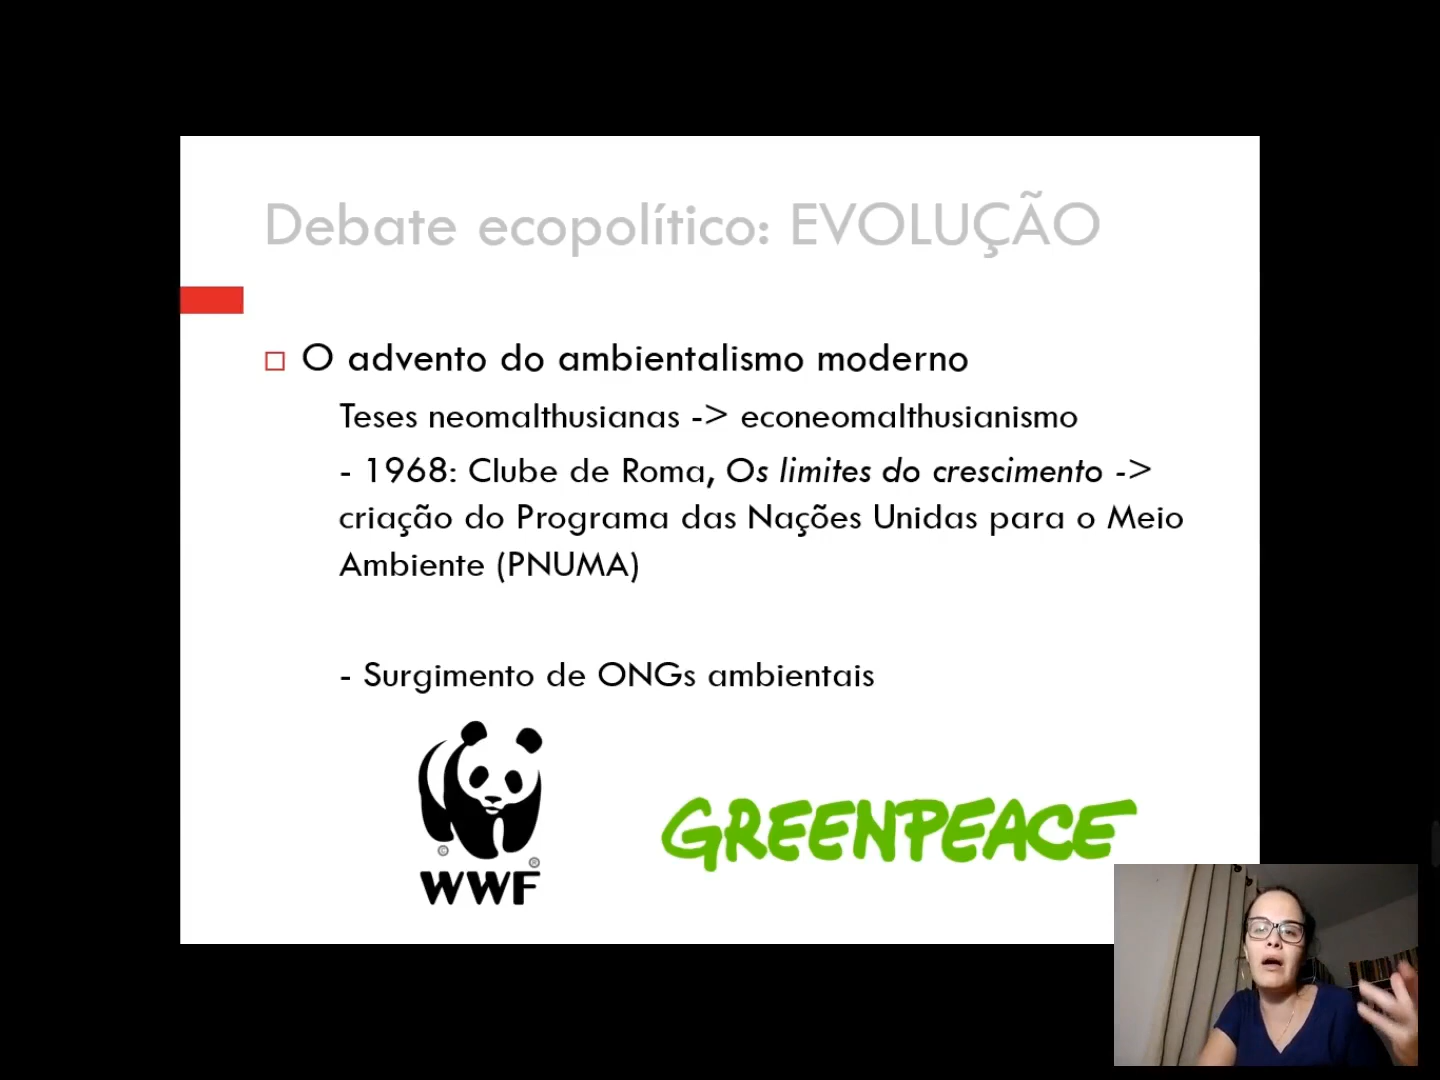 Debate ecopolítico: EVOLUÇÃO
O advento do ambientalismo moderno
Teses neomalthusianas -> econeomalthusianismo
- 1968: Clube de Roma, Os limites do crescimento ->
criação do Programa das Nações Unidas para o Meio
Ambiente (PNUMA)
- Surgimento de ONGs ambientais
© ®
WWF
GREENPEACE